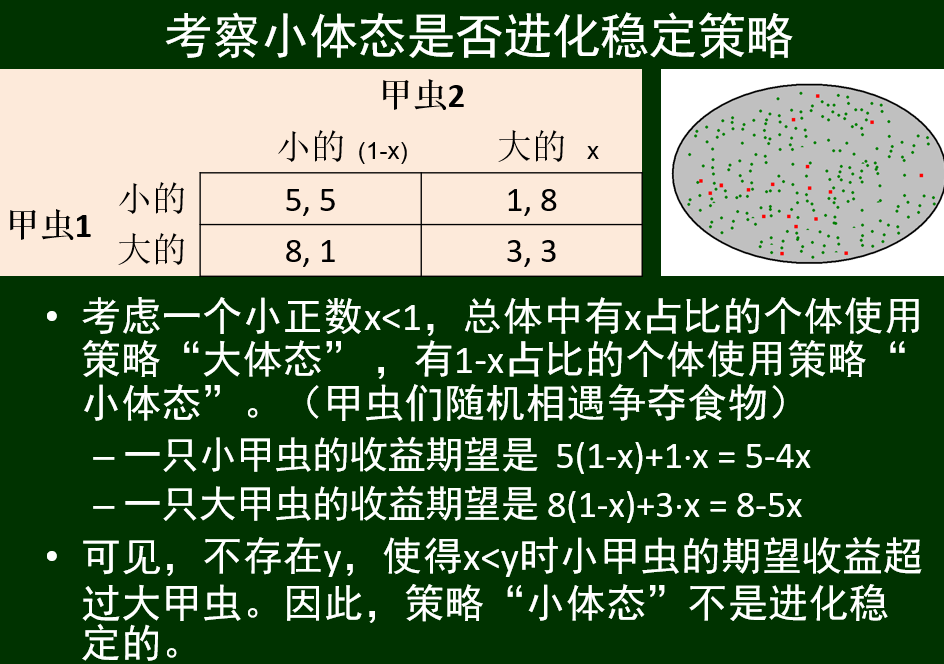 考察小体态是否进化稳定策略
甲虫2
小的 (1-x) 大的 x
甲虫1
小的 5, 5 1, 8
大的 8, 1 3, 3
• 考虑一个小正数x<1，总体中有x占比的个体使用
策略“大体态”，有1-x占比的个体使用策略“
小体态”。（甲虫们随机相遇争夺食物）
– 一只小甲虫的收益期望是 5(1-x)+1·x = 5-4x
– 一只大甲虫的收益期望是 8(1-x)+3·x = 8-5x
• 可见，不存在y，使得x<y时小甲虫的期望收益超
过大甲虫。因此，策略“小体态”不是进化稳
定的。